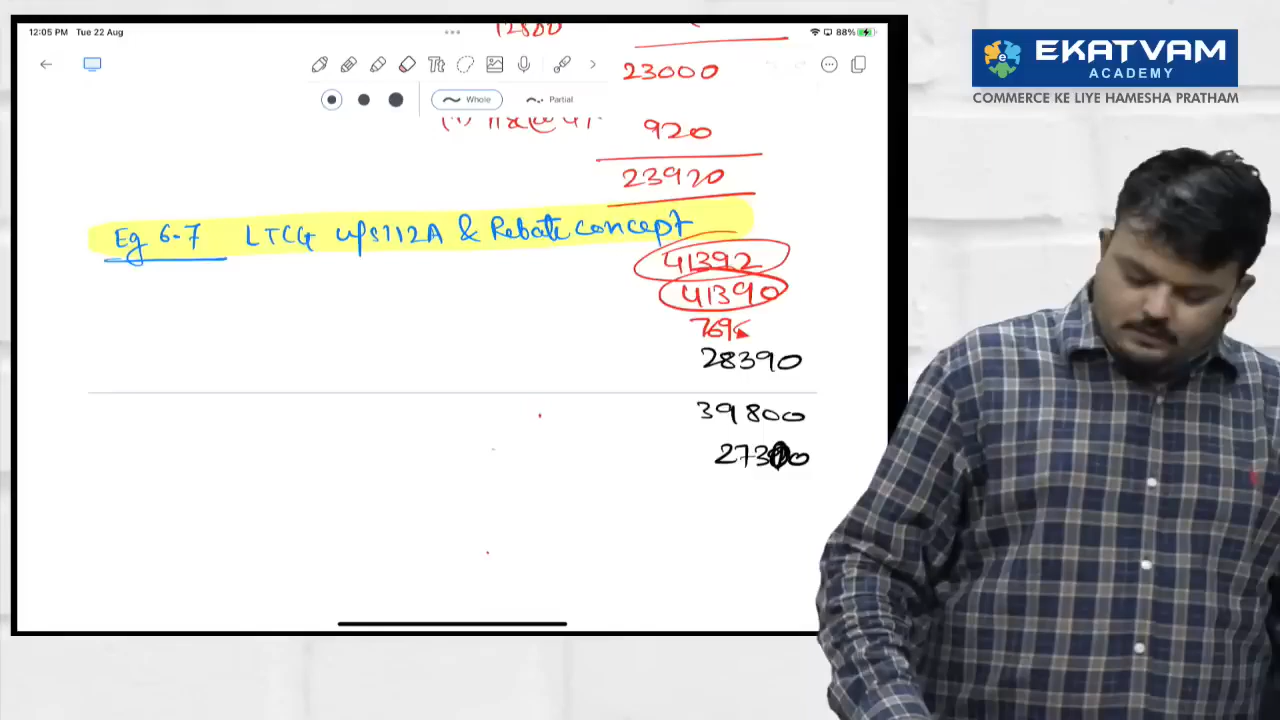 12:05 PM Tue 22 Aug
88%
EKATVAM
ACADEMY
COMMERCE KE LIYE HAMESHA PRATHAM
Whole
Partial
12800
23000
@ 4%
920
23920
Eg 6-7 LTCG u/s 112A & Rebate concept
41392
41390
28390
39800